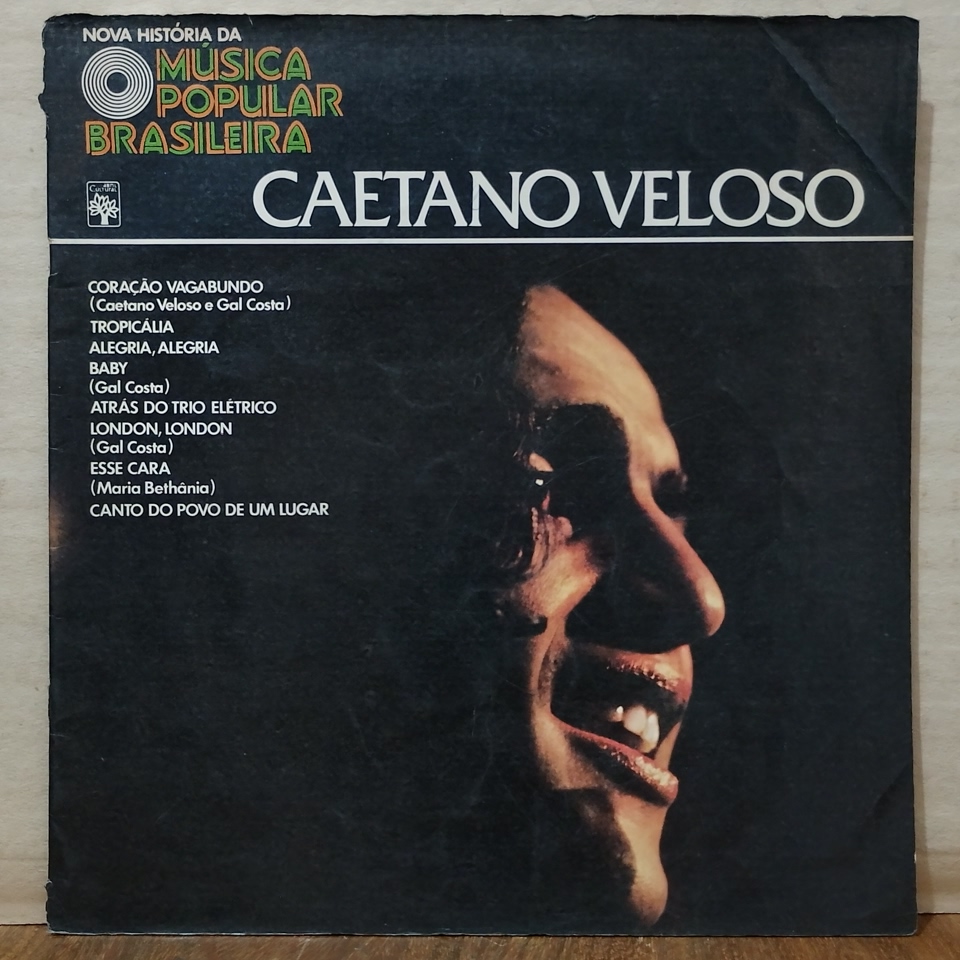 NOVA HISTÓRIA DA
MÚSICA
POPULAR
BRASILEIRA
ABRIL
CULTURAL
CAETANO VELOSO
CORAÇÃO VAGABUNDO
(Caetano Veloso e Gal Costa)
TROPICÁLIA
ALEGRIA, ALEGRIA
BABY
(Gal Costa)
ATRÁS DO TRIO ELÉTRICO
LONDON, LONDON
(Gal Costa)
ESSE CARA
(Maria Bethânia)
CANTO DO POVO DE UM LUGAR